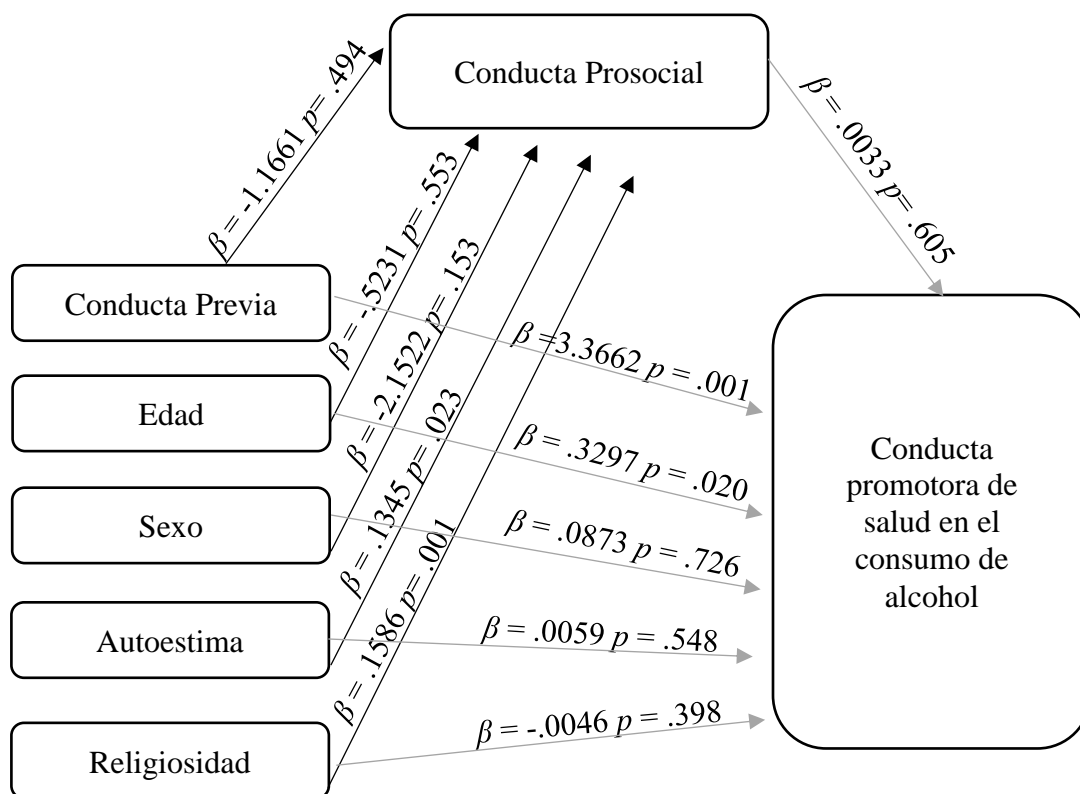 Conducta Prosocial
β = -1.1661 p= .494
β = .0033 p= .605
β = -.5231 p= .553
β = -2.1522 p= .153
β = .1345 p= .023
β = .1586 p= .001
Conducta Previa
Edad
Sexo
Autoestima
Religiosidad
β =3.3662 p = .001
β = .3297 p = .020
β = .0873 p = .726
β = .0059 p = .548
β = -.0046 p = .398
Conducta
promotora de
salud en el
consumo de
alcohol